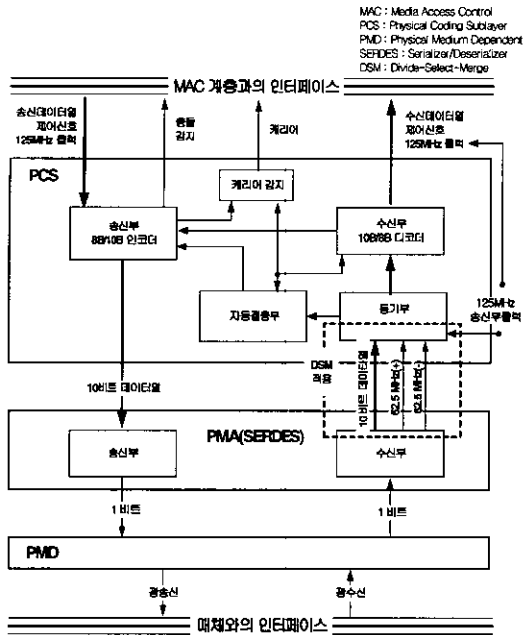 MAC : Media Access Control
PCS : Physical Coding Sublayer
PMD : Physical Medium Dependent
SERDES : Serializer/Deserializer
DSM : Divide-Select-Merge
MAC 계층과의 인터페이스
송신데이터열
제어신호
125MHz 클럭
충돌
감지
캐리어
수신데이터열
제어신호
125MHz 클럭
PCS
캐리어 감지
송신부
8B/10B 인코더
수신부
10B/8B 디코더
자동절충부
동기부
125MHz
송신부클럭
DSM
적용
10 비트 데이터열
62.5 MHz(+)
62.5 MHz(-)
10비트 데이터열
PMA(SERDES)
송신부
수신부
1 비트
1 비트
PMD
광송신
광수신
매체와의 인터페이스